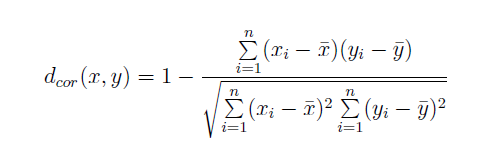 d_{cor}(x, y) = 1 - \frac{\sum_{i=1}^{n} (x_i - \bar{x})(y_i - \bar{y})}{\sqrt{\sum_{i=1}^{n} (x_i - \bar{x})^2 \sum_{i=1}^{n} (y_i - \bar{y})^2}}